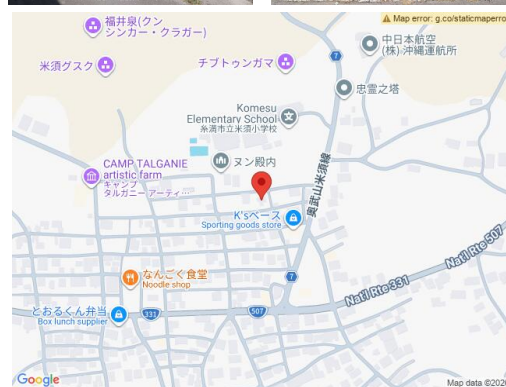 福井泉(クン
シンカー・クラガー)
Map error: g.co/staticmaperro
中日本航空
(株)沖縄運航所
米須グスク
チブトゥンガマ
7
忠霊之塔
Komesu
Elementary School
糸満市立米須小学校
ヌン殿内
CAMP TALGANIE
artistic farm
キャンプ
タルガニー アーティ…
K'sベース
Sporting goods store
奥武山米須線
なんごく食堂
Noodle shop
7
Nat'l Rte 507
Nat'l Rte 331
とおるくん弁当
Box lunch supplier
331
507
Google
Map data ©202